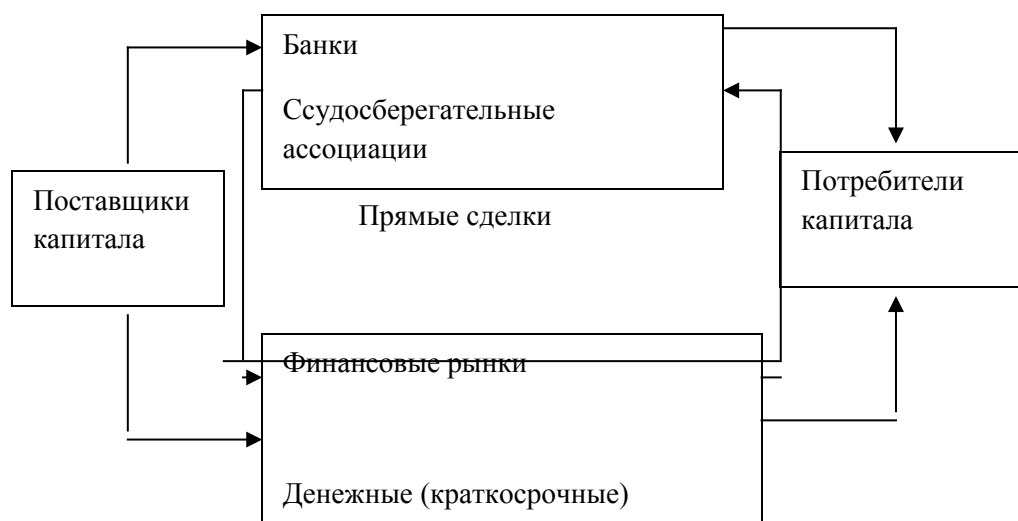 Банки
Ссудосберегательные
ассоциации
Поставщики
капитала
Прямые сделки
Потребители
капитала
Финансовые рынки
Денежные (краткосрочные)